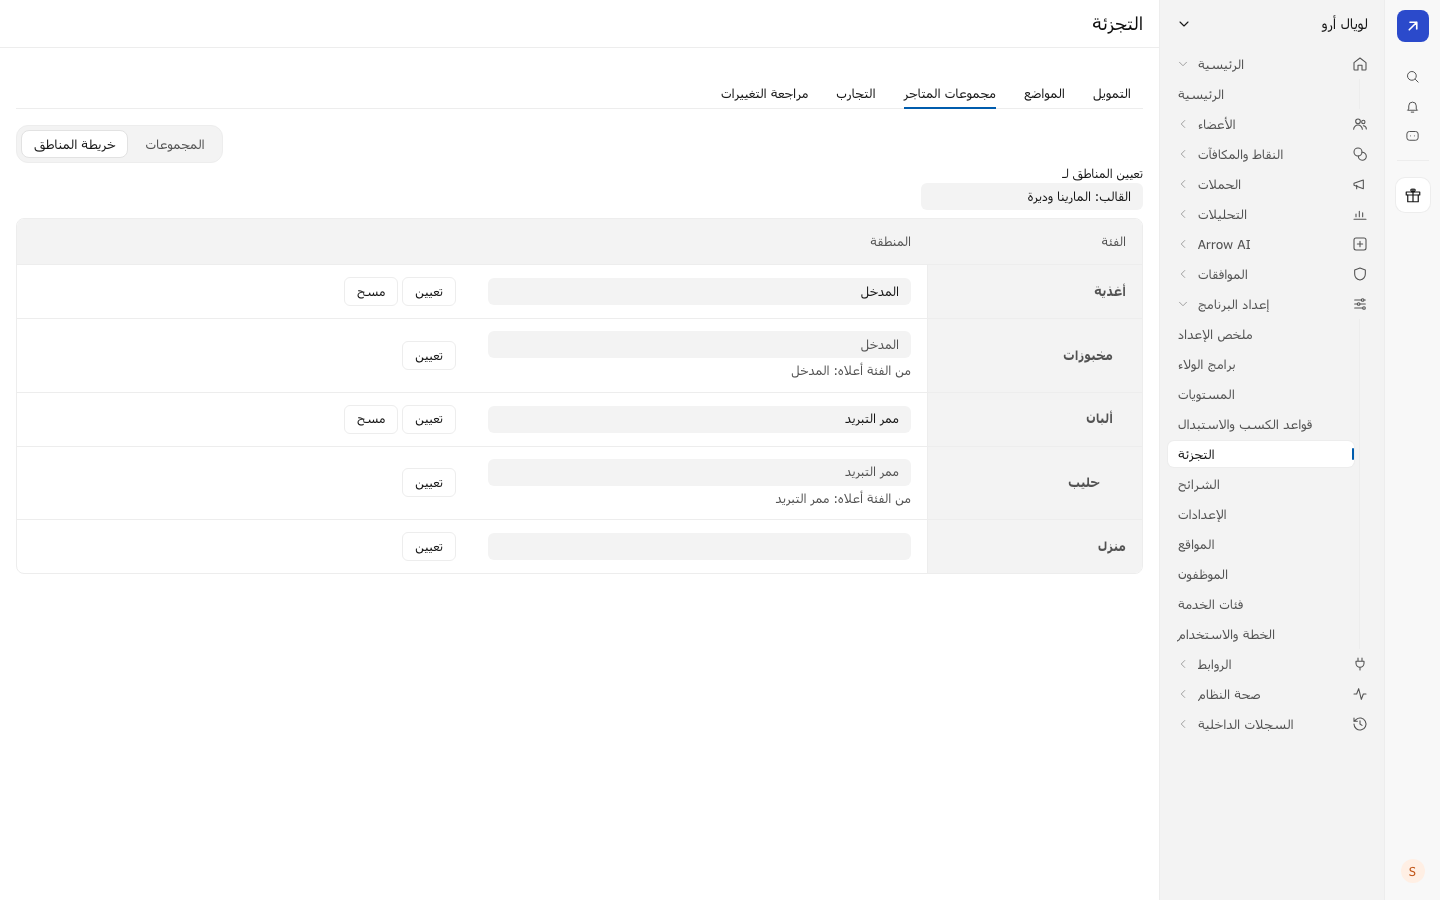 لويال أرو
الرئيسية
الرئيسية
الأعضاء
النقاط والمكافآت
الحملات
التحليلات
Arrow AI
الموافقات
إعداد البرنامج
ملخص الإعداد
برامج الولاء
المستويات
قواعد الكسب والاستبدال
التجزئة
الشرائح
الإعدادات
المواقع
الموظفون
فئات الخدمة
الخطة والاستخدام
الروابط
صحة النظام
السجلات الداخلية
S
التجزئة
التمويل المواضع مجموعات المتاجر التجارب مراجعة التغييرات
المجموعات خريطة المناطق
تعيين المناطق لـ
القالب: المارينا وديرة
الفئة المنطقة
أغذية المدخل تعيين مسح
مخبوزات المدخل تعيين
من الفئة أعلاه: المدخل
ألبان ممر التبريد تعيين مسح
حليب ممر التبريد تعيين
من الفئة أعلاه: ممر التبريد
منزل تعيين